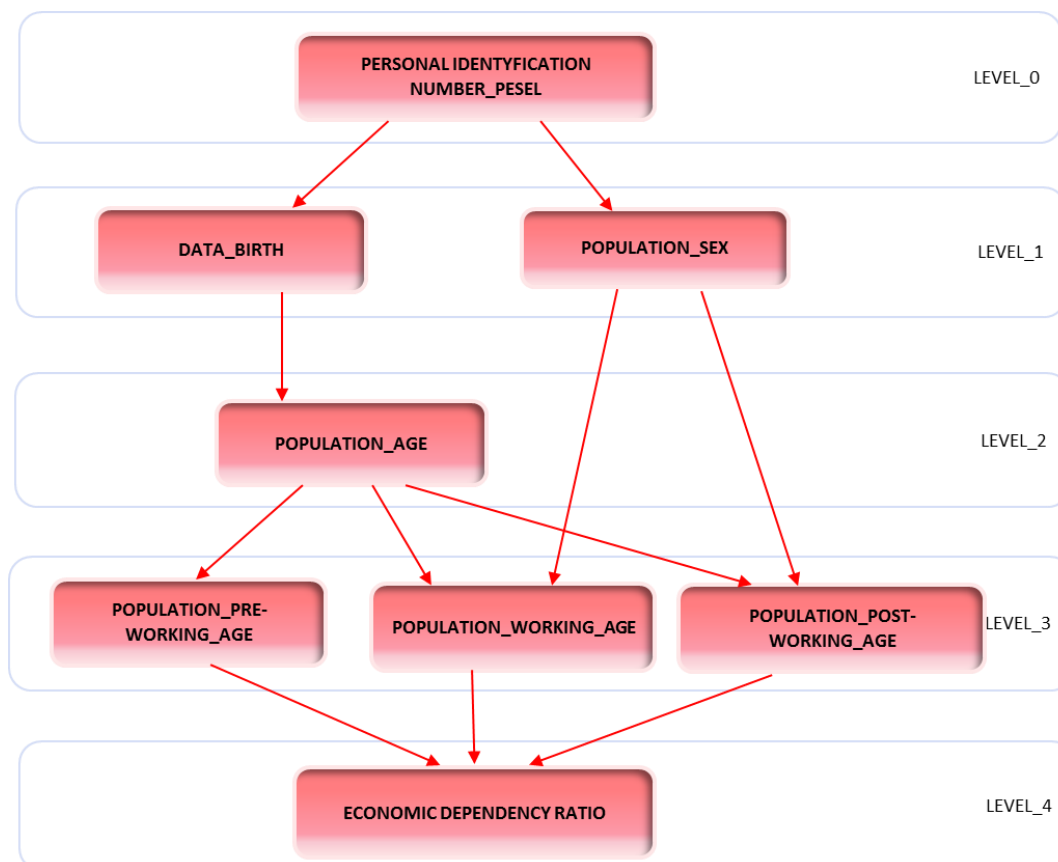 PERSONAL IDENTYFICATION
NUMBER_PESEL
LEVEL_0
DATA_BIRTH
POPULATION_SEX
LEVEL_1
POPULATION_AGE
LEVEL_2
POPULATION_PRE-
WORKING_AGE
POPULATION_WORKING_AGE
POPULATION_POST-
WORKING_AGE
LEVEL_3
ECONOMIC DEPENDENCY RATIO
LEVEL_4